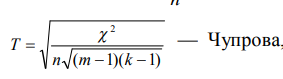 n
T = √(χ² / (n√((m−1)(k−1)))) — Чупрова,